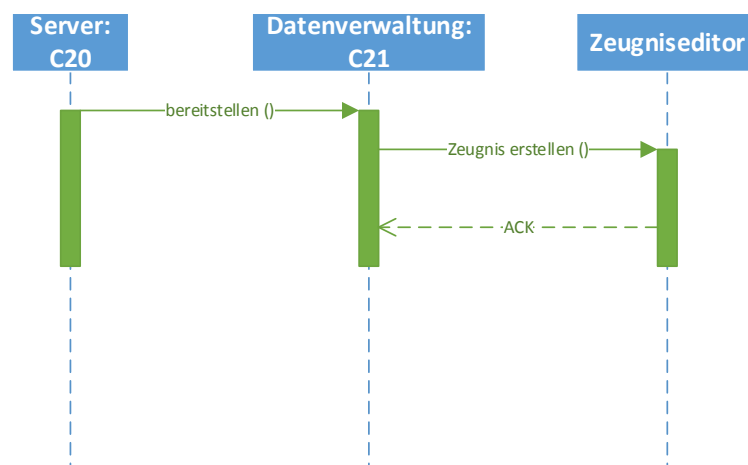 Server:
C20
Datenverwaltung:
C21
Zeugniseditor
bereitstellen ()
Zeugnis erstellen ()
ACK